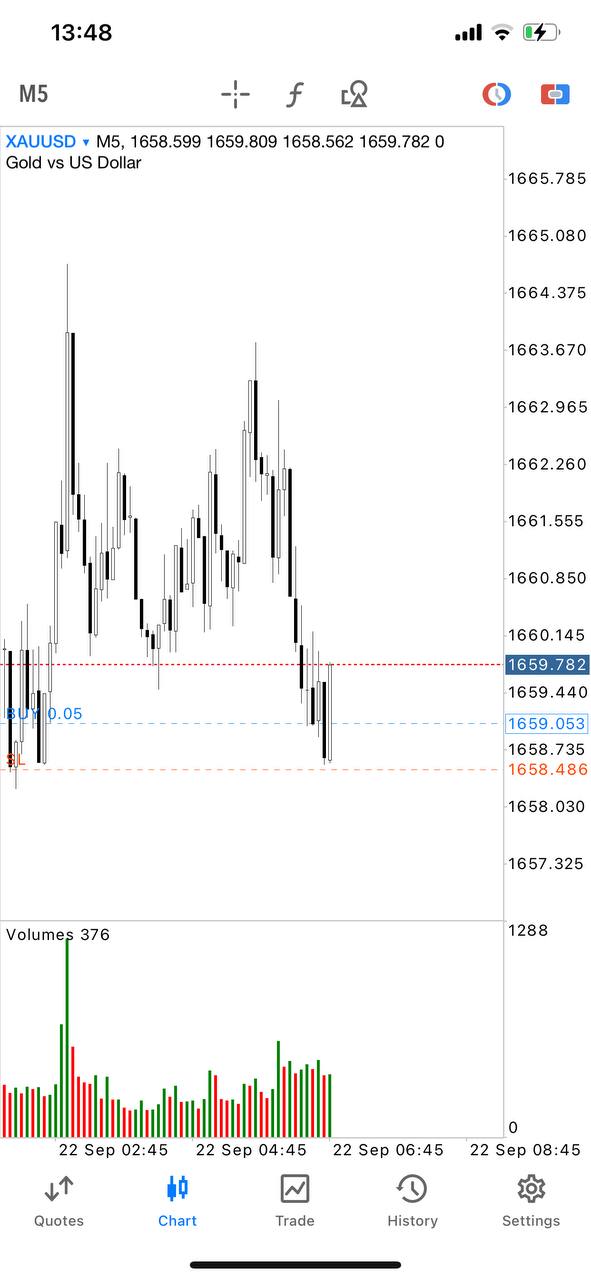 13:48
M5
XAUUSD ▾ M5, 1658.599 1659.809 1658.562 1659.782 0
Gold vs US Dollar
1665.785
1665.080
1664.375
1663.670
1662.965
1662.260
1661.555
1660.850
1660.145
1659.782
1659.440
BUY 0.05
1659.053
1658.735
SL
1658.486
1658.030
1657.325
Volumes 376
1288
0
22 Sep 02:45 22 Sep 04:45 22 Sep 06:45 22 Sep 08:45
Quotes Chart Trade History Settings